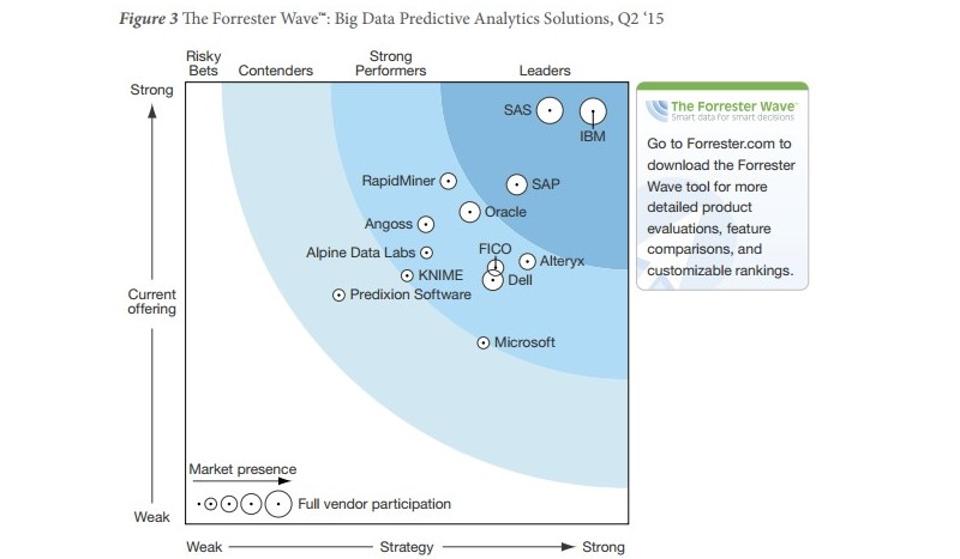 Figure 3 The Forrester Wave™: Big Data Predictive Analytics Solutions, Q2 ‘15
Risky
Bets
Contenders
Strong
Performers
Leaders
Strong
SAS
IBM
RapidMiner
SAP
Oracle
Angoss
FICO
Alpine Data Labs
Alteryx
KNIME
Dell
Predixion Software
Microsoft
Current
offering
Market presence
Full vendor participation
Weak
Weak
Strategy
Strong
The Forrester Wave™
Smart data for smart decisions
Go to Forrester.com to
download the Forrester
Wave tool for more
detailed product
evaluations, feature
comparisons, and
customizable rankings.